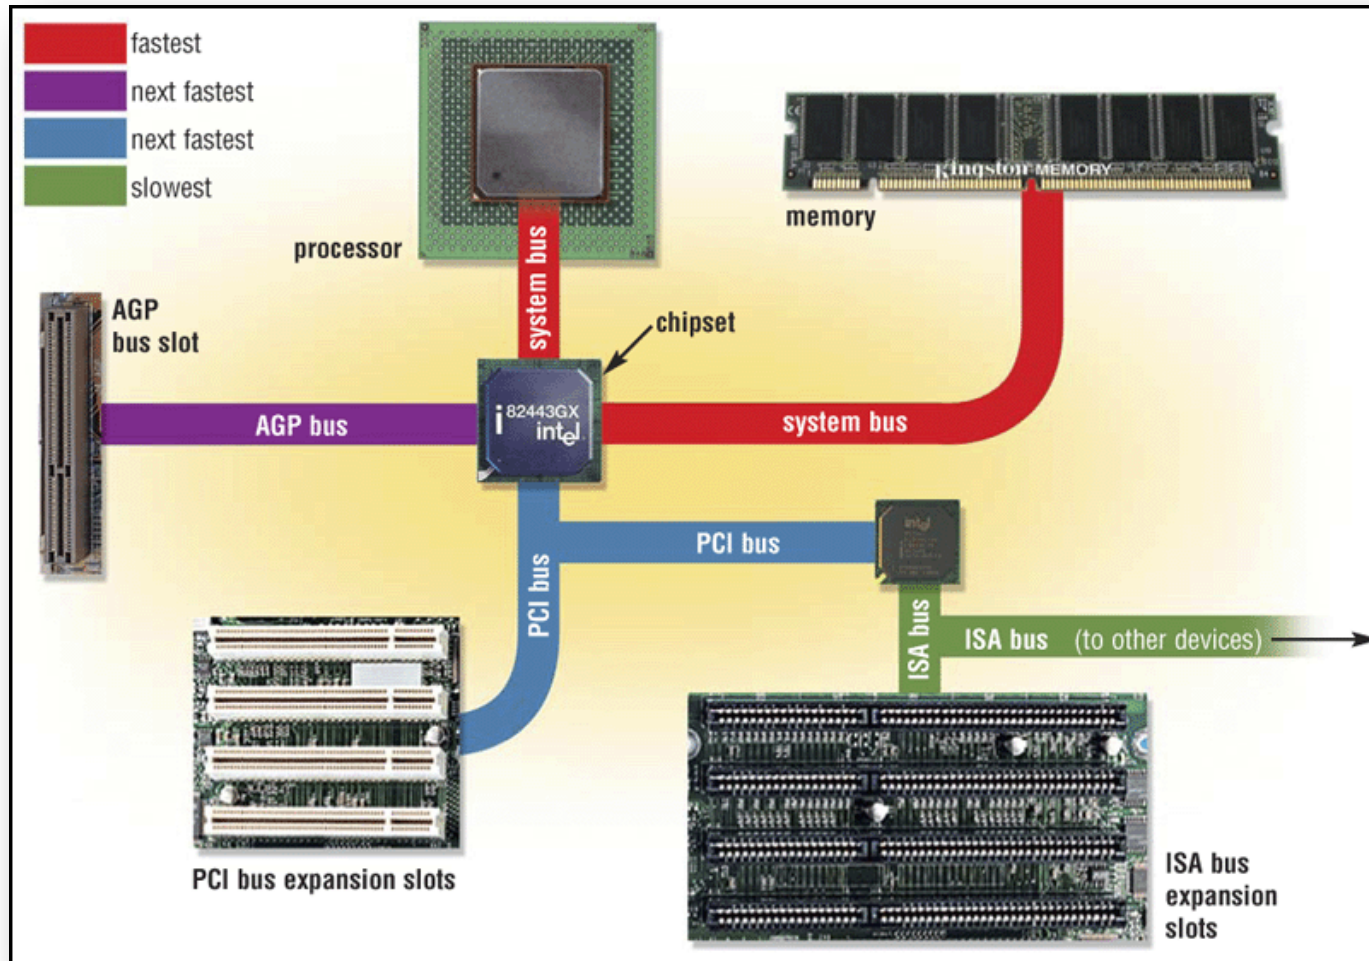 fastest
next fastest
next fastest
slowest
processor
system bus
Kingston MEMORY
memory
AGP
bus slot
chipset
AGP bus
i 82443GX
intel
system bus
PCI bus
PCI bus
intel
ISA bus
ISA bus (to other devices)
PCI bus expansion slots
ISA bus
expansion
slots